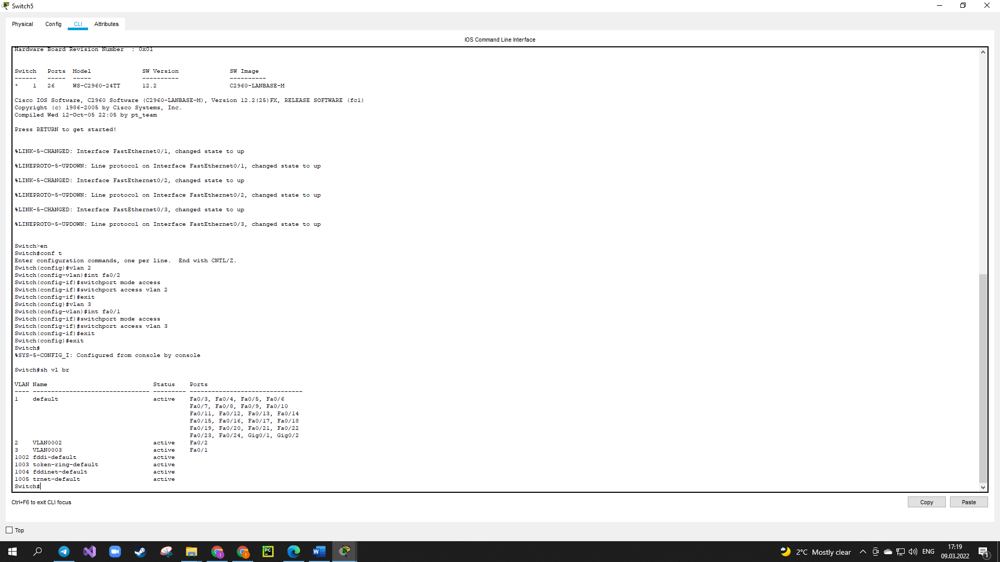 Switch5
Physical Config CLI Attributes
IOS Command Line Interface
Hardware Board Revision Number  : 0x01
Switch   Ports  Model              SW Version              SW Image
------   -----  -----              ----------              ----------
*    1   26     WS-C2960-24TT      12.2                    C2960-LANBASE-M
Cisco IOS Software, C2960 Software (C2960-LANBASE-M), Version 12.2(25)FX, RELEASE SOFTWARE (fc1)
Copyright (c) 1986-2005 by Cisco Systems, Inc.
Compiled Wed 12-Oct-05 22:05 by pt_team
Press RETURN to get started!
%LINK-5-CHANGED: Interface FastEthernet0/1, changed state to up
%LINEPROTO-5-UPDOWN: Line protocol on Interface FastEthernet0/1, changed state to up
%LINK-5-CHANGED: Interface FastEthernet0/2, changed state to up
%LINEPROTO-5-UPDOWN: Line protocol on Interface FastEthernet0/2, changed state to up
%LINK-5-CHANGED: Interface FastEthernet0/3, changed state to up
%LINEPROTO-5-UPDOWN: Line protocol on Interface FastEthernet0/3, changed state to up
Switch>en
Switch#conf t
Enter configuration commands, one per line.  End with CNTL/Z.
Switch(config)#vlan 2
Switch(config-vlan)#int fa0/2
Switch(config-if)#switchport mode access
Switch(config-if)#switchport access vlan 2
Switch(config-if)#exit
Switch(config)#vlan 3
Switch(config-vlan)#int fa0/1
Switch(config-if)#switchport mode access
Switch(config-if)#switchport access vlan 3
Switch(config-if)#exit
Switch(config)#exit
Switch#
%SYS-5-CONFIG_I: Configured from console by console
Switch#sh vl br
VLAN Name                             Status    Ports
---- -------------------------------- --------- -------------------------------
1    default                          active    Fa0/3, Fa0/4, Fa0/5, Fa0/6
Fa0/7, Fa0/8, Fa0/9, Fa0/10
Fa0/11, Fa0/12, Fa0/13, Fa0/14
Fa0/15, Fa0/16, Fa0/17, Fa0/18
Fa0/19, Fa0/20, Fa0/21, Fa0/22
Fa0/23, Fa0/24, Gig0/1, Gig0/2
2    VLAN0002                         active    Fa0/2
3    VLAN0003                         active    Fa0/1
1002 fddi-default                     active
1003 token-ring-default               active
1004 fddinet-default                  active
1005 trnet-default                    active
Switch#
Ctrl+F6 to exit CLI focus
Copy Paste
Top
2°C Mostly clear ENG 17:19
09.03.2022